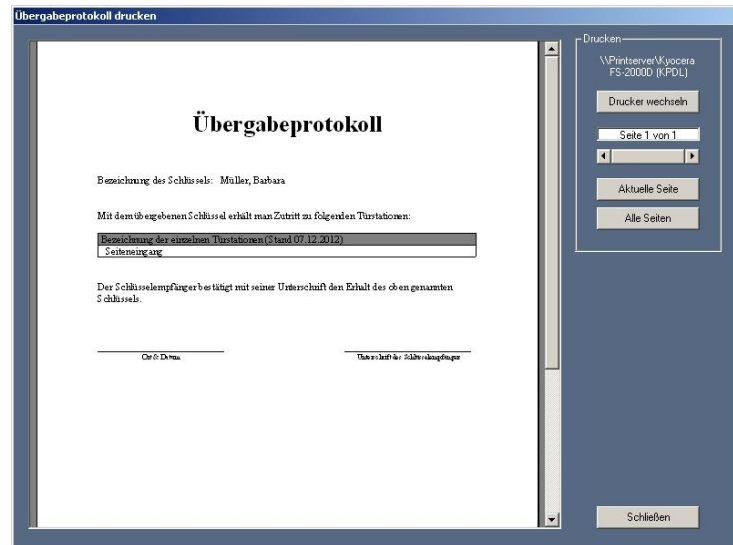 Übergabeprotokoll drucken
Übergabeprotokoll
Bezeichnung des Schlüssels: Müller, Barbara
Mit dem übergebenen Schlüssel erhält man Zutritt zu folgenden Türstationen:
Bezeichnung der einzelnen Türstationen (Stand 07.12.2012)
Seiteneingang
Der Schlüsselempfänger bestätigt mit seiner Unterschrift den Erhalt des oben genannten
Schlüssels.
Ort & Datum
Unterschrift des Schlüsselempfänger
Drucken
\\Printserver\Kyocera
FS-2000D (KPDL)
Drucker wechseln
Seite 1 von 1
Aktuelle Seite
Alle Seiten
Schließen